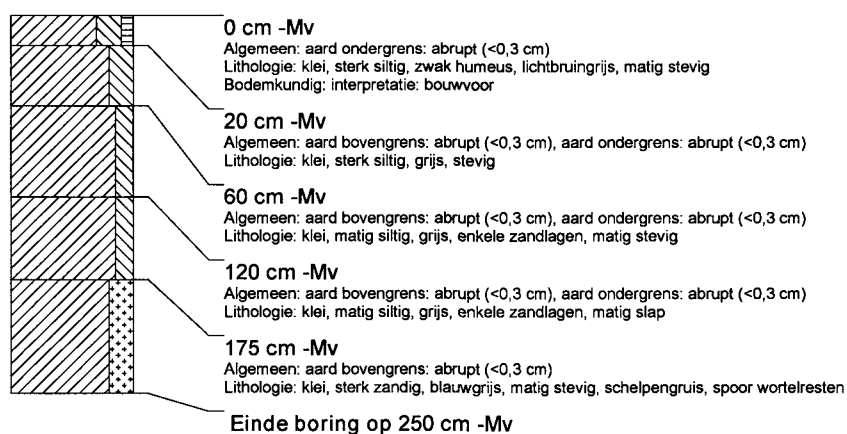 0 cm -Mv
Algemeen: aard ondergrens: abrupt (<0,3 cm)
Lithologie: klei, sterk siltig, zwak humeus, lichtbruingrijs, matig stevig
Bodemkundig: interpretatie: bouwvoor
20 cm -Mv
Algemeen: aard bovengrens: abrupt (<0,3 cm), aard ondergrens: abrupt (<0,3 cm)
Lithologie: klei, sterk siltig, grijs, stevig
60 cm -Mv
Algemeen: aard bovengrens: abrupt (<0,3 cm), aard ondergrens: abrupt (<0,3 cm)
Lithologie: klei, matig siltig, grijs, enkele zandlagen, matig stevig
120 cm -Mv
Algemeen: aard bovengrens: abrupt (<0,3 cm), aard ondergrens: abrupt (<0,3 cm)
Lithologie: klei, matig siltig, grijs, enkele zandlagen, matig slap
175 cm -Mv
Algemeen: aard bovengrens: abrupt (<0,3 cm)
Lithologie: klei, sterk zandig, blauwgrijs, matig stevig, schelpengruis, spoor wortelresten
Einde boring op 250 cm -Mv